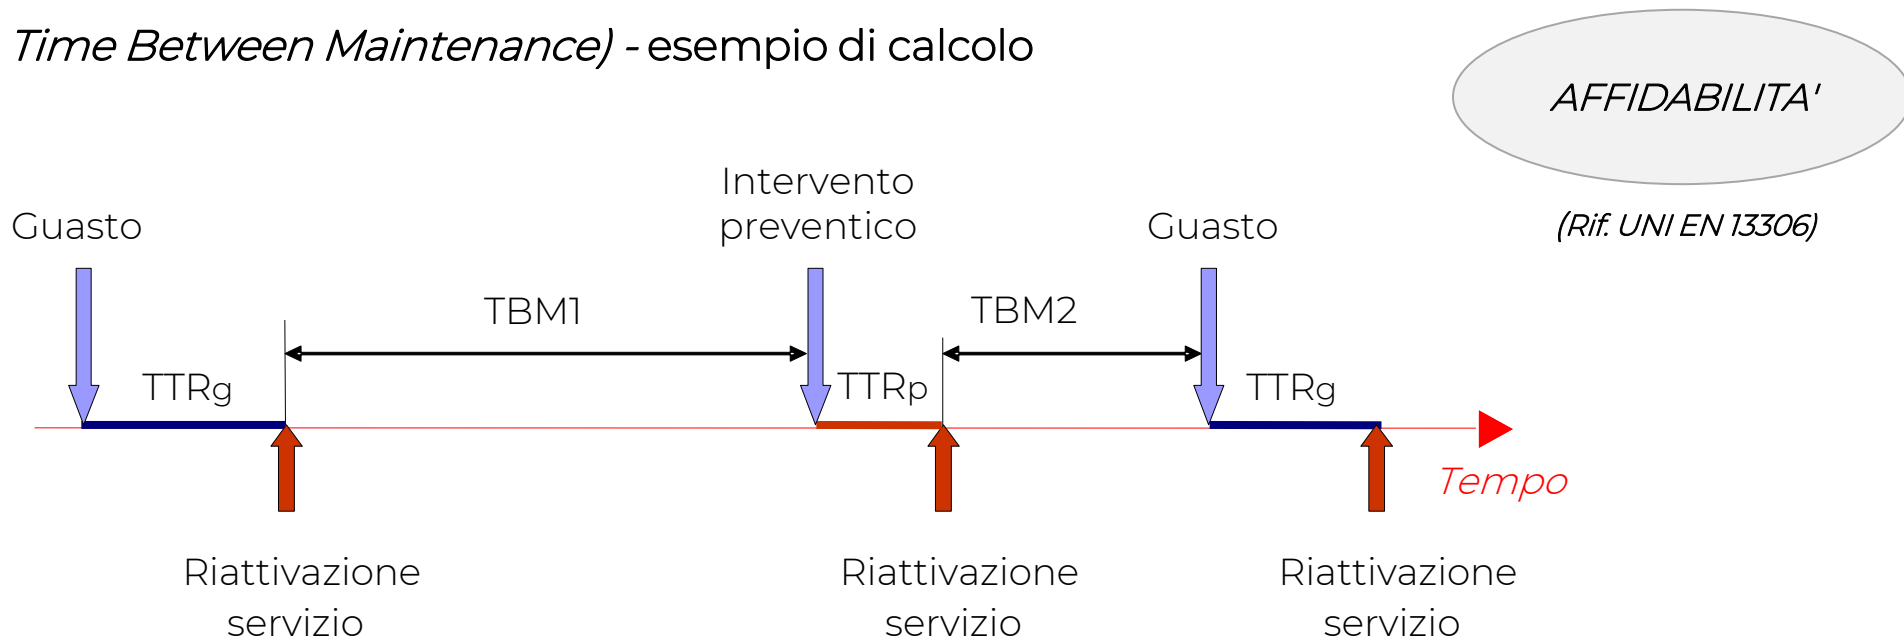 Time Between Maintenance) - esempio di calcolo
AFFIDABILITA'
(Rif. UNI EN 13306)
Intervento
preventico
Guasto
Guasto
TBM1
TBM2
TTRg
TTRp
TTRg
Tempo
Riattivazione
servizio
Riattivazione
servizio
Riattivazione
servizio